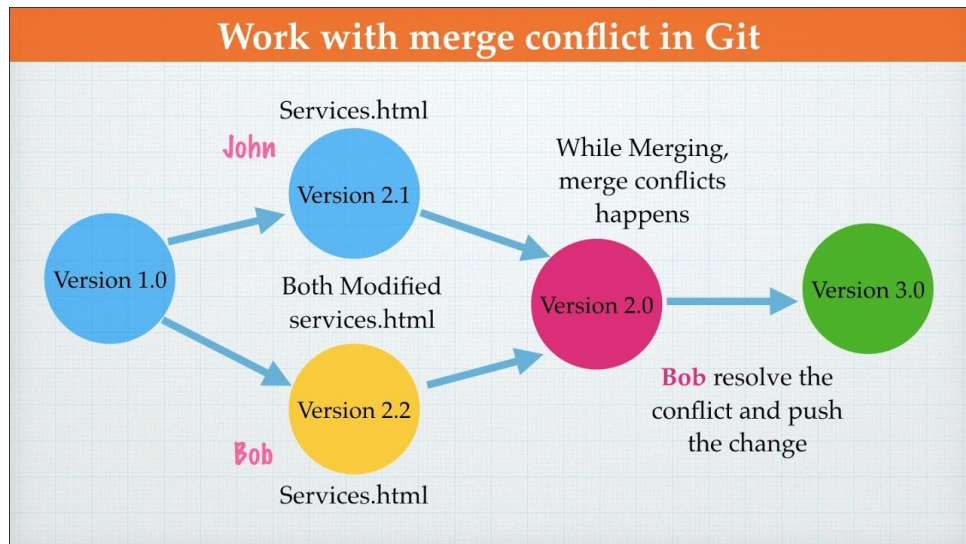 Work with merge conflict in Git
Services.html
John
Version 2.1
While Merging,
merge conflicts
happens
Version 1.0
Both Modified
services.html
Version 2.0
Version 3.0
Version 2.2
Bob
Services.html
Bob resolve the
conflict and push
the change